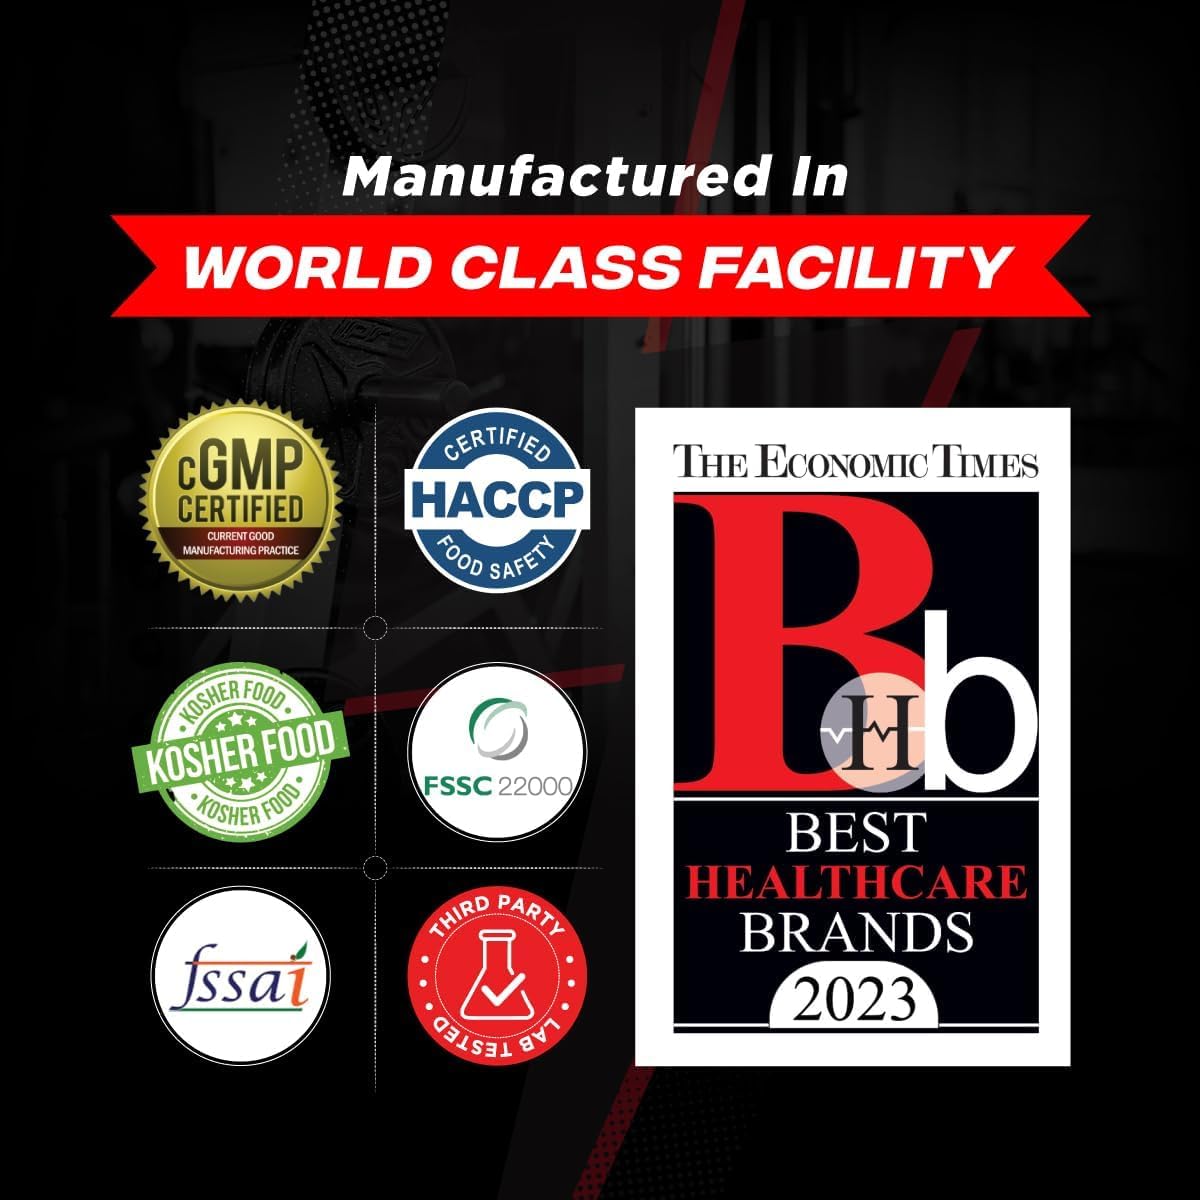 Manufactured In
WORLD CLASS FACILITY
cGMP
CERTIFIED
CURRENT GOOD
MANUFACTURING PRACTICE
CERTIFIED
HACCP
FOOD SAFETY
KOSHER FOOD
KOSHER FOOD
KOSHER FOOD
FSSC 22000
fssai
THIRD PARTY
LAB TESTED
THE ECONOMIC TIMES
B
H
b
BEST
HEALTHCARE
BRANDS
2023